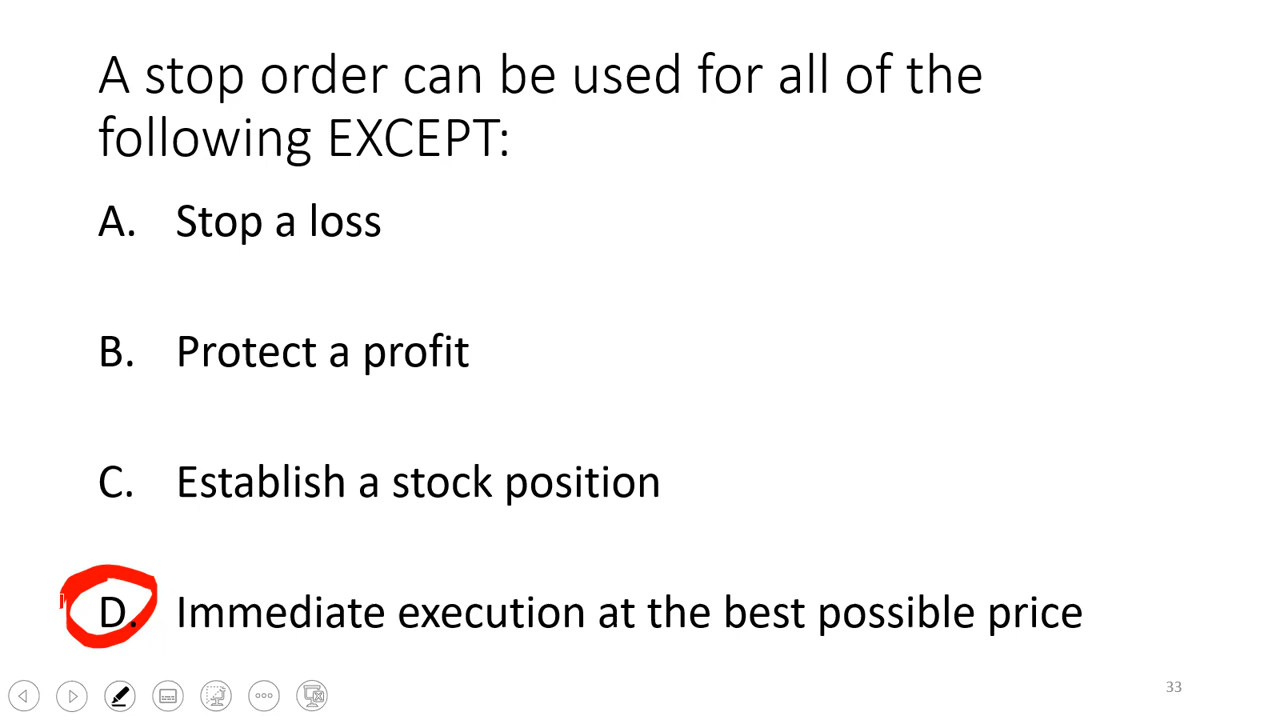 A stop order can be used for all of the
following EXCEPT:
A. Stop a loss
B. Protect a profit
C. Establish a stock position
D. Immediate execution at the best possible price
33